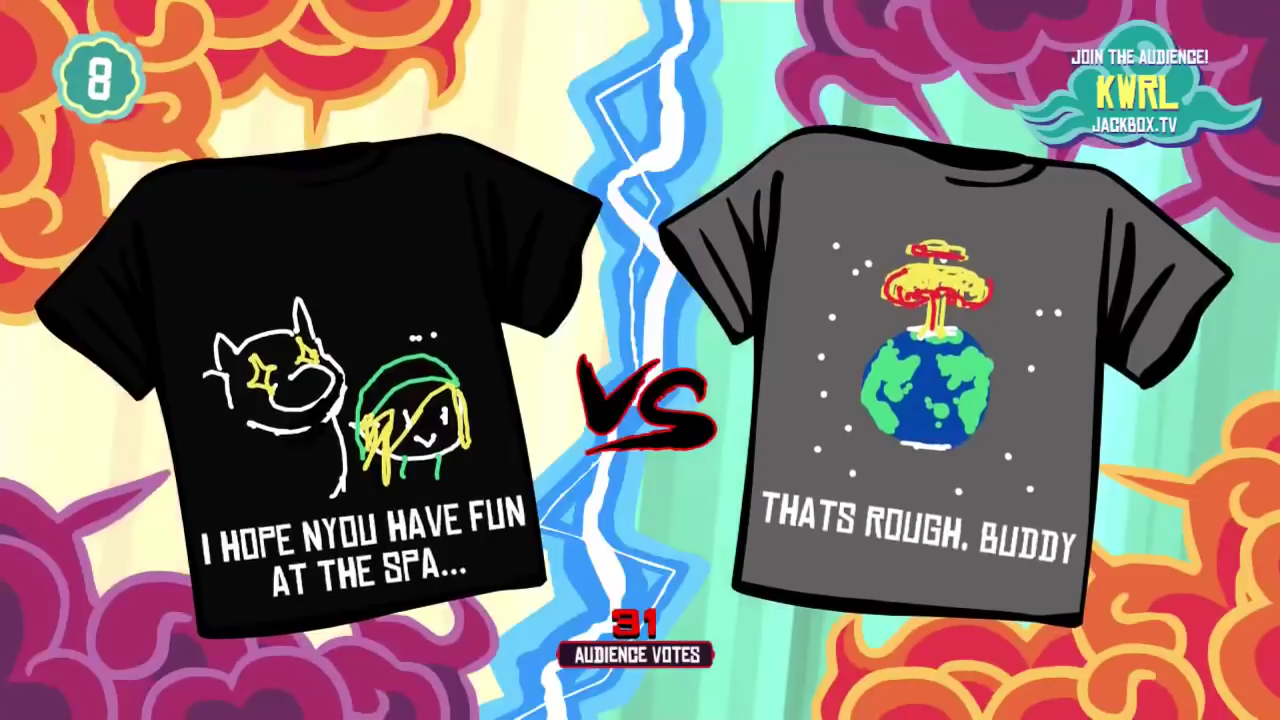 8
JOIN THE AUDIENCE!
KWRL
JACKBOX.TV
I HOPE NYOU HAVE FUN
AT THE SPA...
VS
THATS ROUGH. BUDDY
31
AUDIENCE VOTES